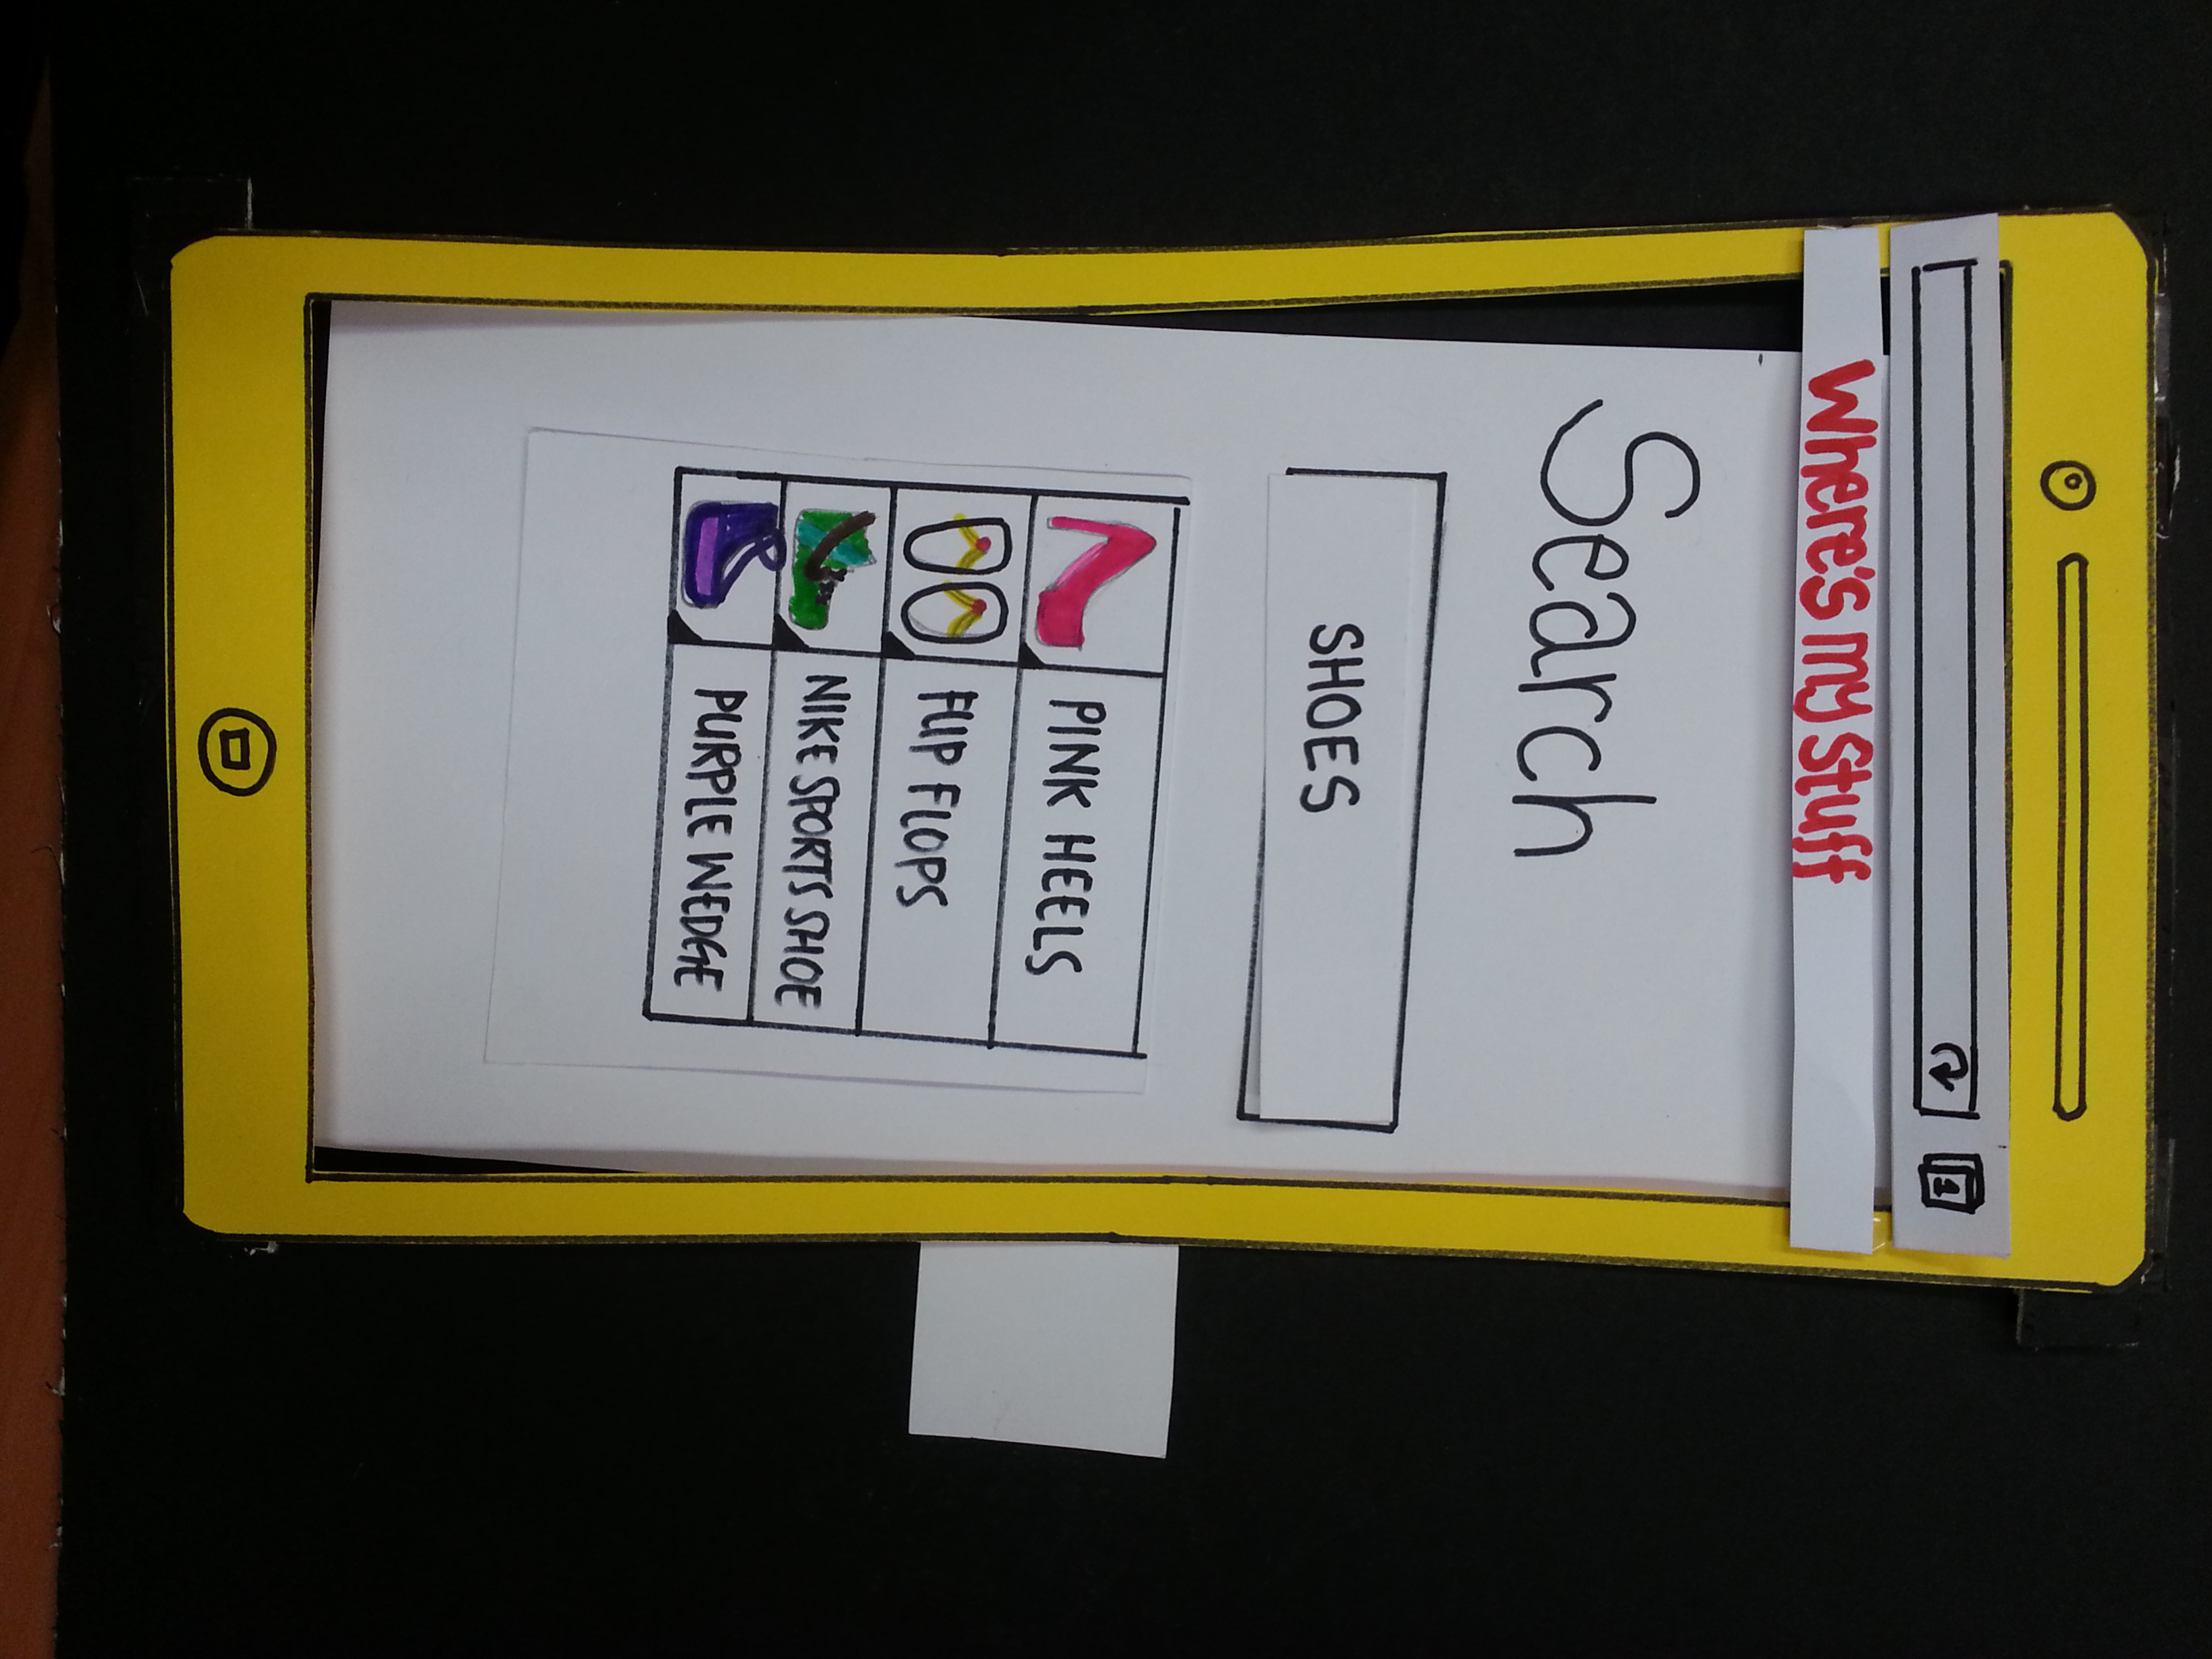 Where's my Stuff
Search
SHOES
PINK HEELS
FLIP FLOPS
NIKE SPORTS SHOE
PURPLE WEDGE